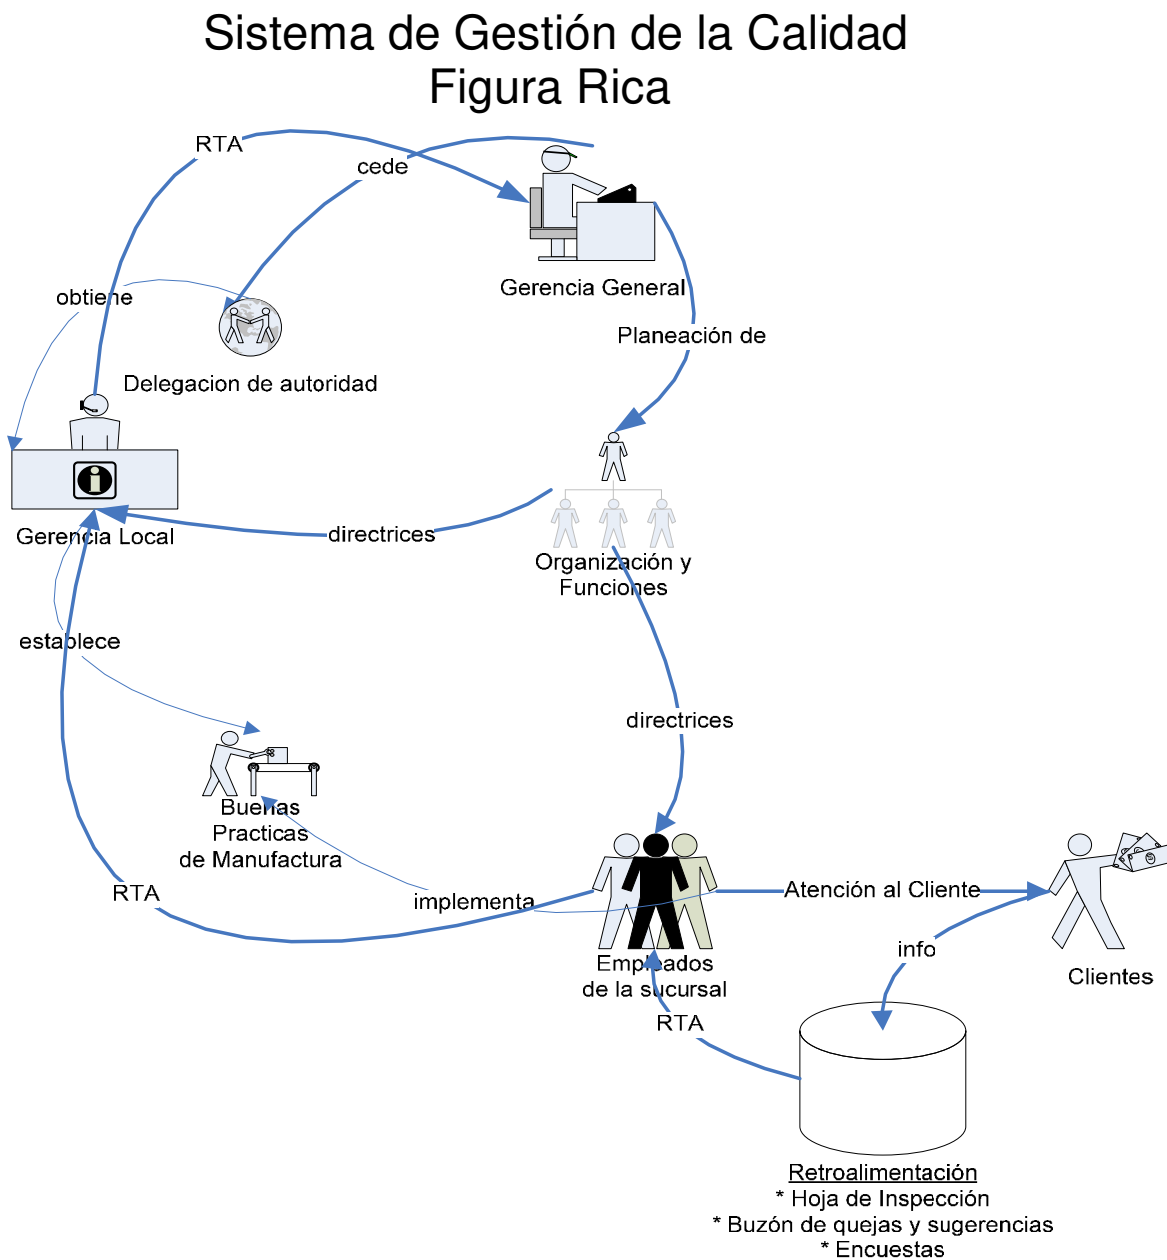 Sistema de Gestión de la Calidad
Figura Rica
RTA
cede
Gerencia General
obtiene
Planeación de
Delegacion de autoridad
directrices
Gerencia Local
Organización y
Funciones
establece
directrices
Buenas
Practicas
de Manufactura
RTA
implementa
Atención al Cliente
info
Empleados
de la sucursal
Clientes
RTA
Retroalimentación
* Hoja de Inspección
* Buzón de quejas y sugerencias
* Encuestas